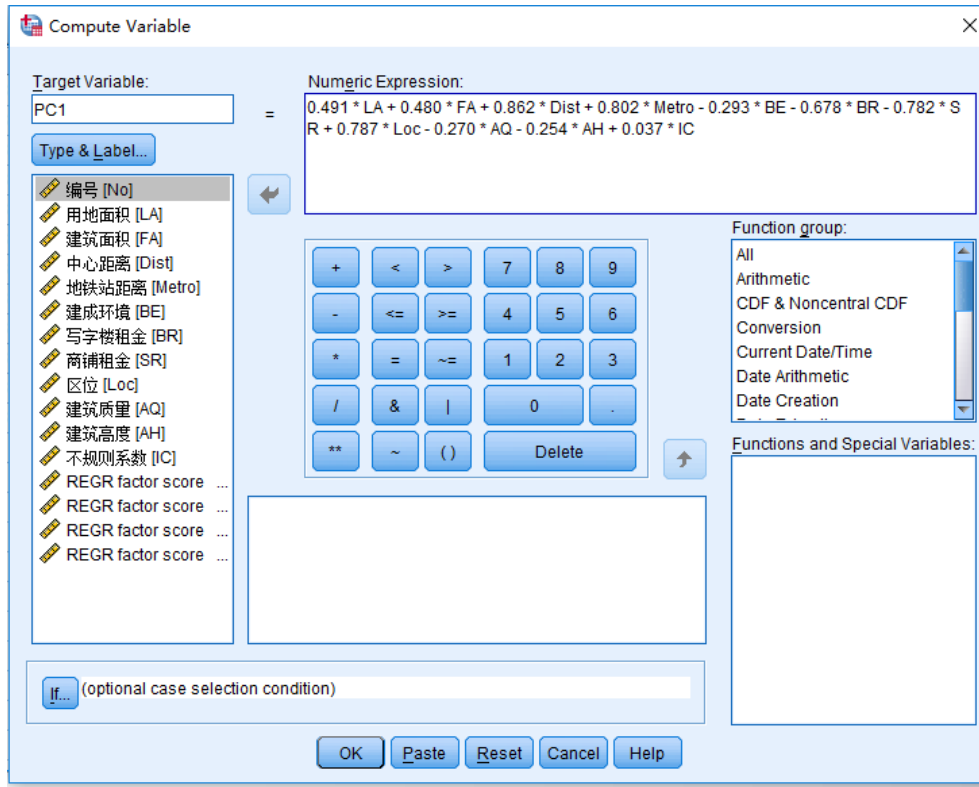 Compute Variable
Target Variable:
PC1
=
Numeric Expression:
0.491 * LA + 0.480 * FA + 0.862 * Dist + 0.802 * Metro - 0.293 * BE - 0.678 * BR - 0.782 * S
R + 0.787 * Loc - 0.270 * AQ - 0.254 * AH + 0.037 * IC
Type & Label...
编号 [No]
用地面积 [LA]
建筑面积 [FA]
中心距离 [Dist]
地铁站距离 [Metro]
建成环境 [BE]
写字楼租金 [BR]
商铺租金 [SR]
区位 [Loc]
建筑质量 [AQ]
建筑高度 [AH]
不规则系数 [IC]
REGR factor score ...
REGR factor score ...
REGR factor score ...
REGR factor score ...
+ < > 7 8 9
- <= >= 4 5 6
* = ~= 1 2 3
/ & | 0 .
** ~ ( ) Delete
Function group:
All
Arithmetic
CDF & Noncentral CDF
Conversion
Current Date/Time
Date Arithmetic
Date Creation
Functions and Special Variables:
If... (optional case selection condition)
OK Paste Reset Cancel Help